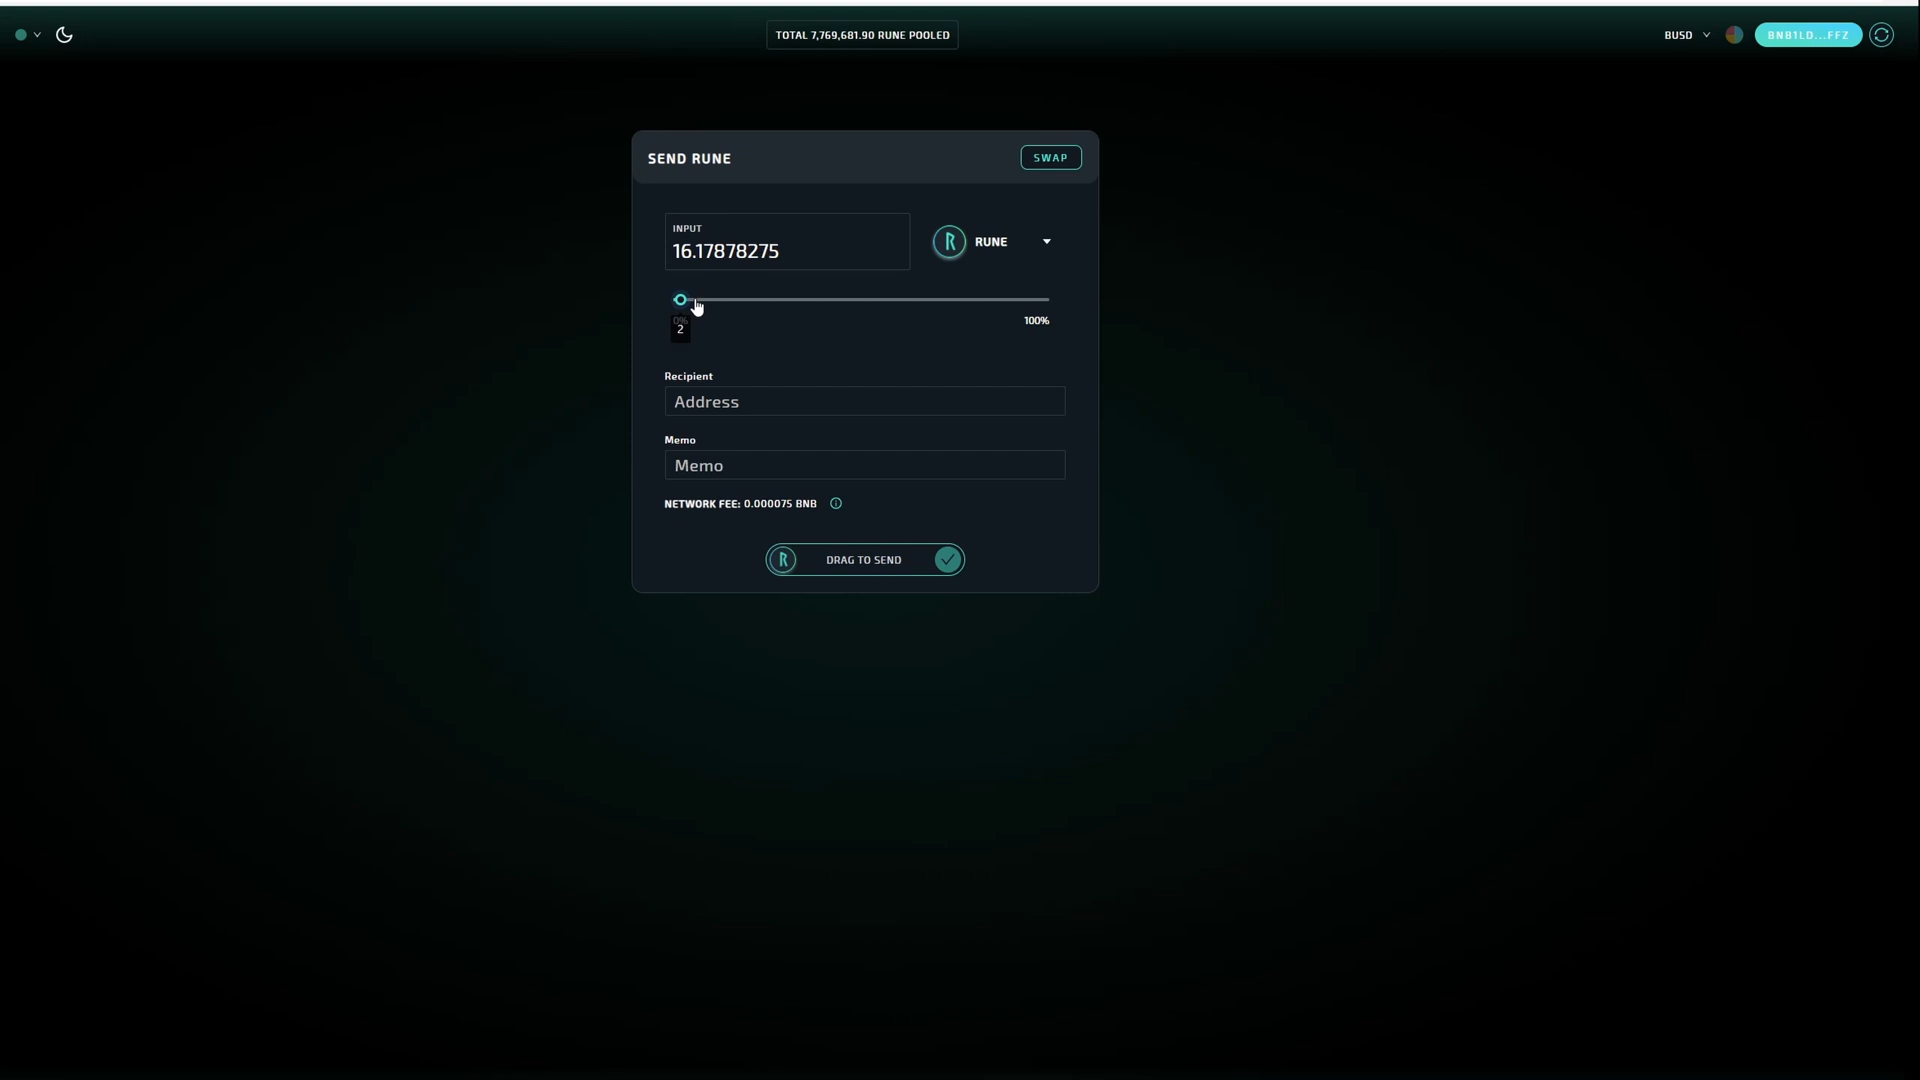 TOTAL 7,769,681.90 RUNE POOLED
BUSD
BNB1LD...FFZ
SEND RUNE
SWAP
INPUT
16.17878275
RUNE
0%
2
100%
Recipient
Address
Memo
Memo
NETWORK FEE: 0.000075 BNB
DRAG TO SEND